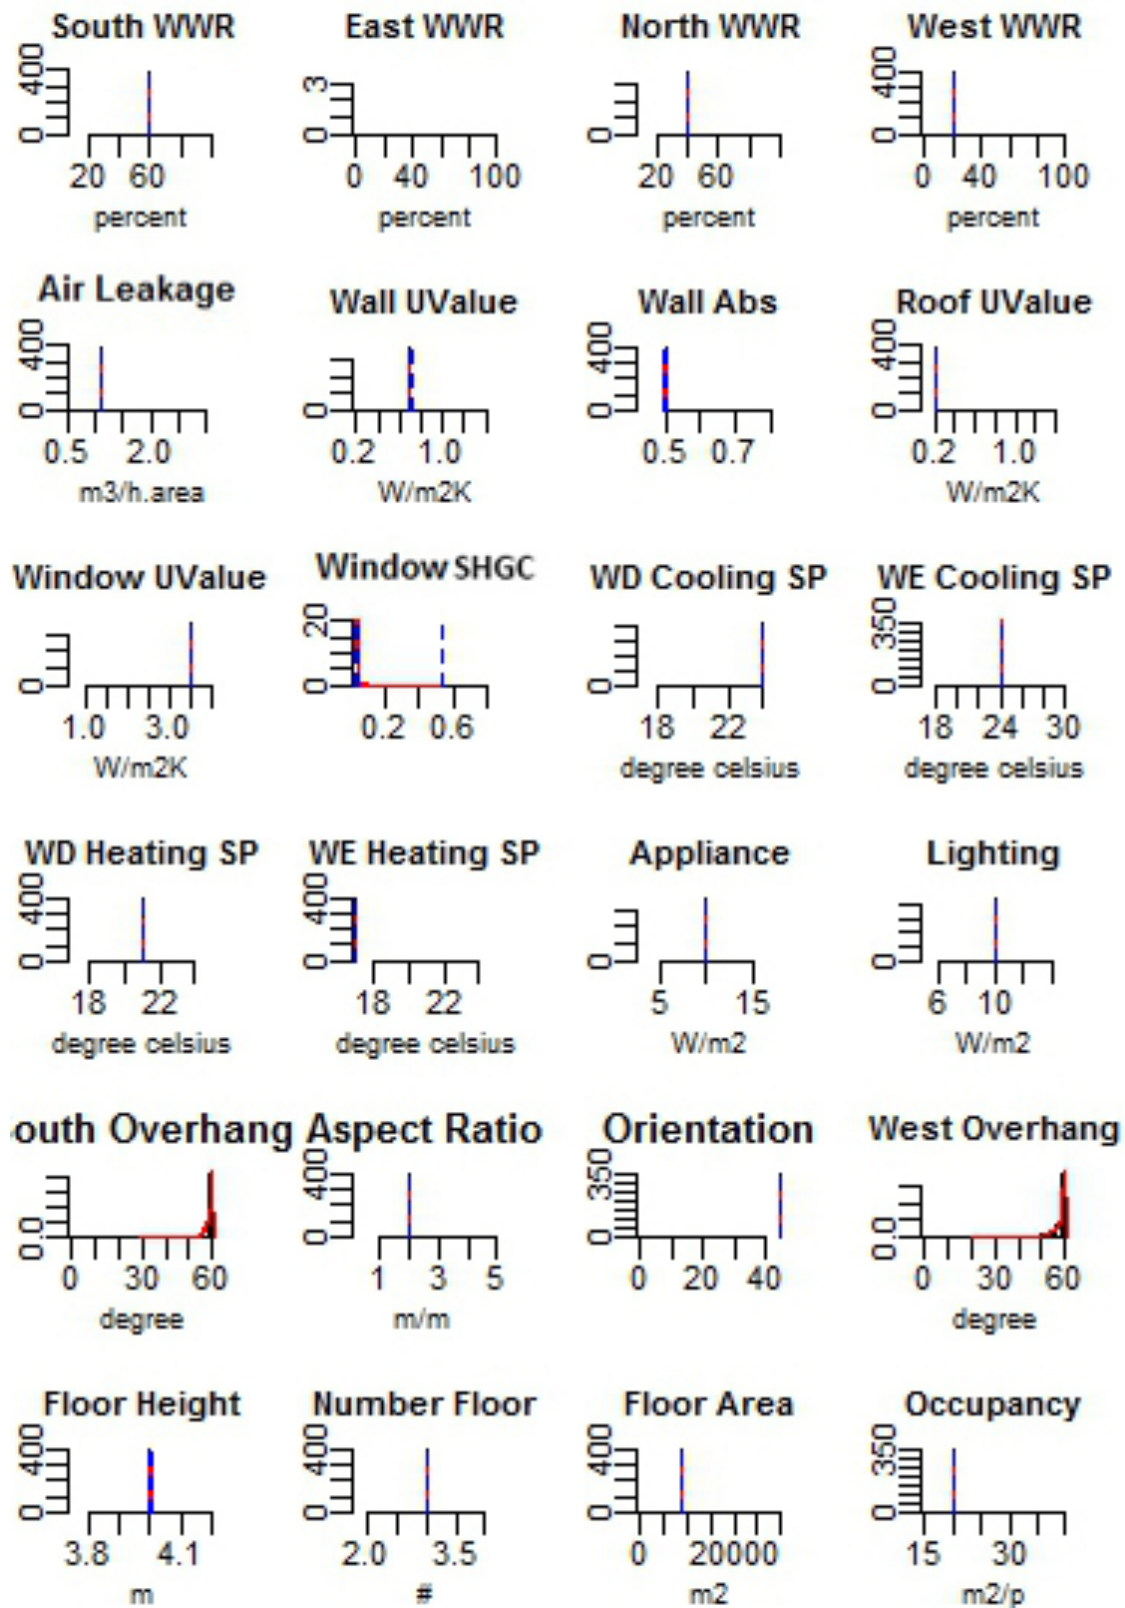 South WWR East WWR North WWR West WWR
400 0 20 60 percent
3 0 0 40 100 percent
0 20 60 percent
400 0 0 40 100 percent
Air Leakage Wall UValue Wall Abs Roof UValue
400 0 0.5 2.0 m3/h.area
0 0.2 1.0 W/m2K
400 0 0.5 0.7
400 0 0.2 1.0 W/m2K
Window UValue Window SHGC WD Cooling SP WE Cooling SP
0 1.0 3.0 W/m2K
20 0 0.2 0.6
0 18 22 degree celsius
350 0 18 24 30 degree celsius
WD Heating SP WE Heating SP Appliance Lighting
400 0 18 22 degree celsius
400 0 18 22 degree celsius
0 5 15 W/m2
0 6 10 W/m2
outh Overhang Aspect Ratio Orientation West Overhang
0.0 0 30 60 degree
400 0 1 3 5 m/m
350 0 0 20 40
0.0 0 30 60 degree
Floor Height Number Floor Floor Area Occupancy
400 0 3.8 4.1 m
400 0 2.0 3.5 #
400 0 0 20000 m2
350 0 15 30 m2/p